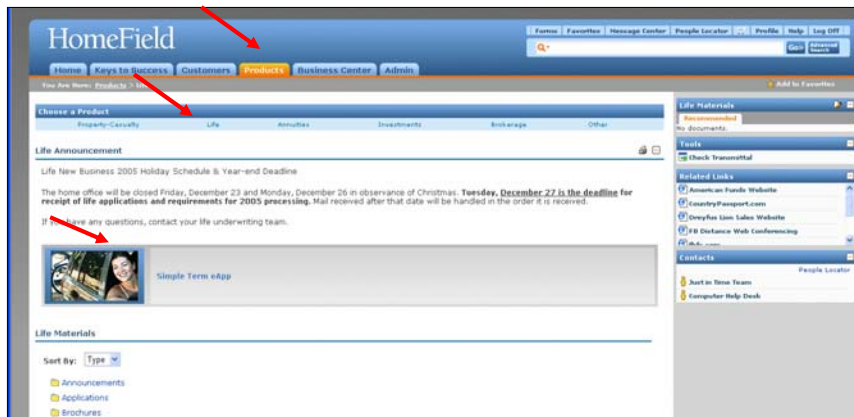 HomeField
Forms Favorites Message Center People Locator Profile Help Log Off
Go» Advanced Search
Home Keys to Success Customers Products Business Center Admin
You Are Here: Products >
Add to Favorites
Choose a Product
Property-Casualty Life Annuities Investments Brokerage Other
Life Announcement
Life New Business 2005 Holiday Schedule & Year-end Deadline
The home office will be closed Friday, December 23 and Monday, December 26 in observance of Christmas. Tuesday, December 27 is the deadline for
receipt of life applications and requirements for 2005 processing. Mail received after that date will be handled in the order it is received.
If you have any questions, contact your life underwriting team.
Simple Term eApp
Life Materials
Sort By: Type
Announcements
Applications
Brochures
Life Materials
Recommended
No documents.
Tools
Check Transmittal
Related Links
American Funds Website
CountryPassport.com
Dreyfus Lion Sales Website
FB Distance Web Conferencing
Contacts
People Locator
Just in Time Team
Computer Help Desk